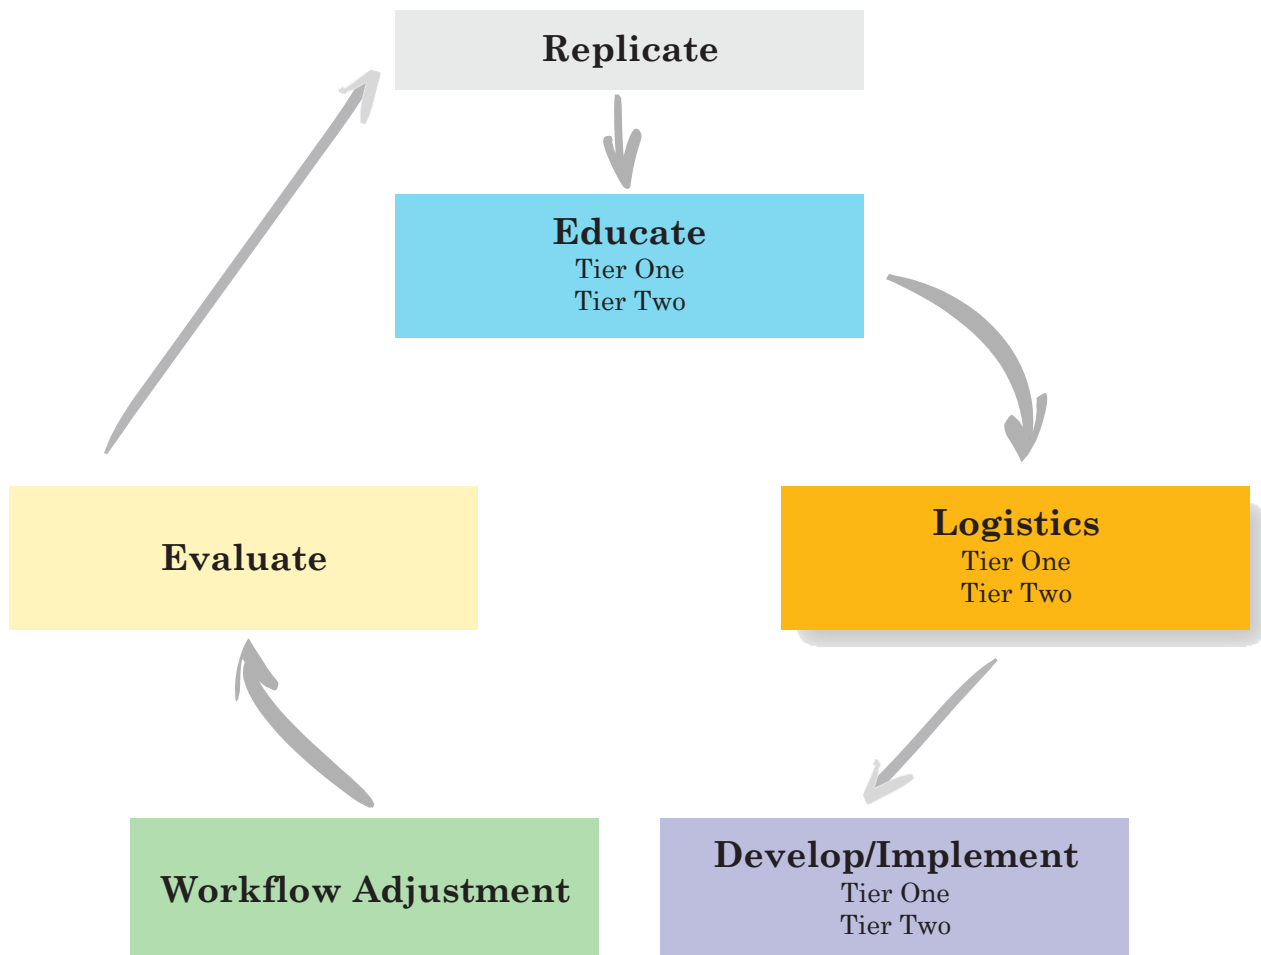 Replicate
Educate
Tier One
Tier Two
Logistics
Tier One
Tier Two
Evaluate
Develop/Implement
Tier One
Tier Two
Workflow Adjustment